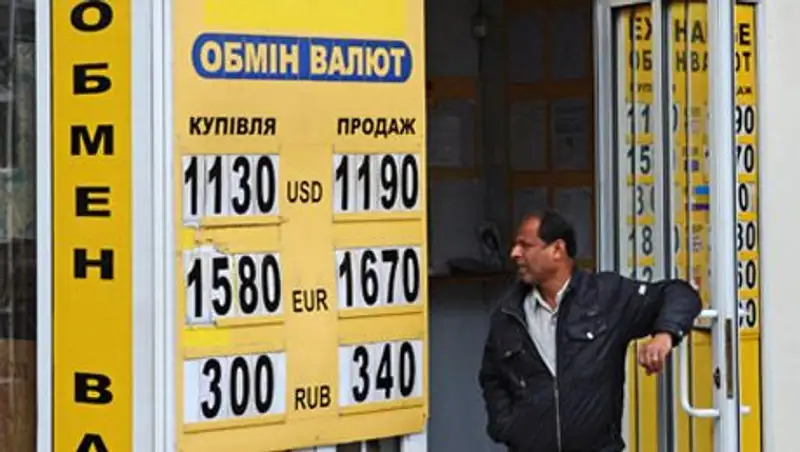 ОБМЕН ВА
ОБМІН ВАЛЮТ
КУПІВЛЯ ПРОДАЖ
1130 USD 1190
1580 EUR 1670
300 RUB 340